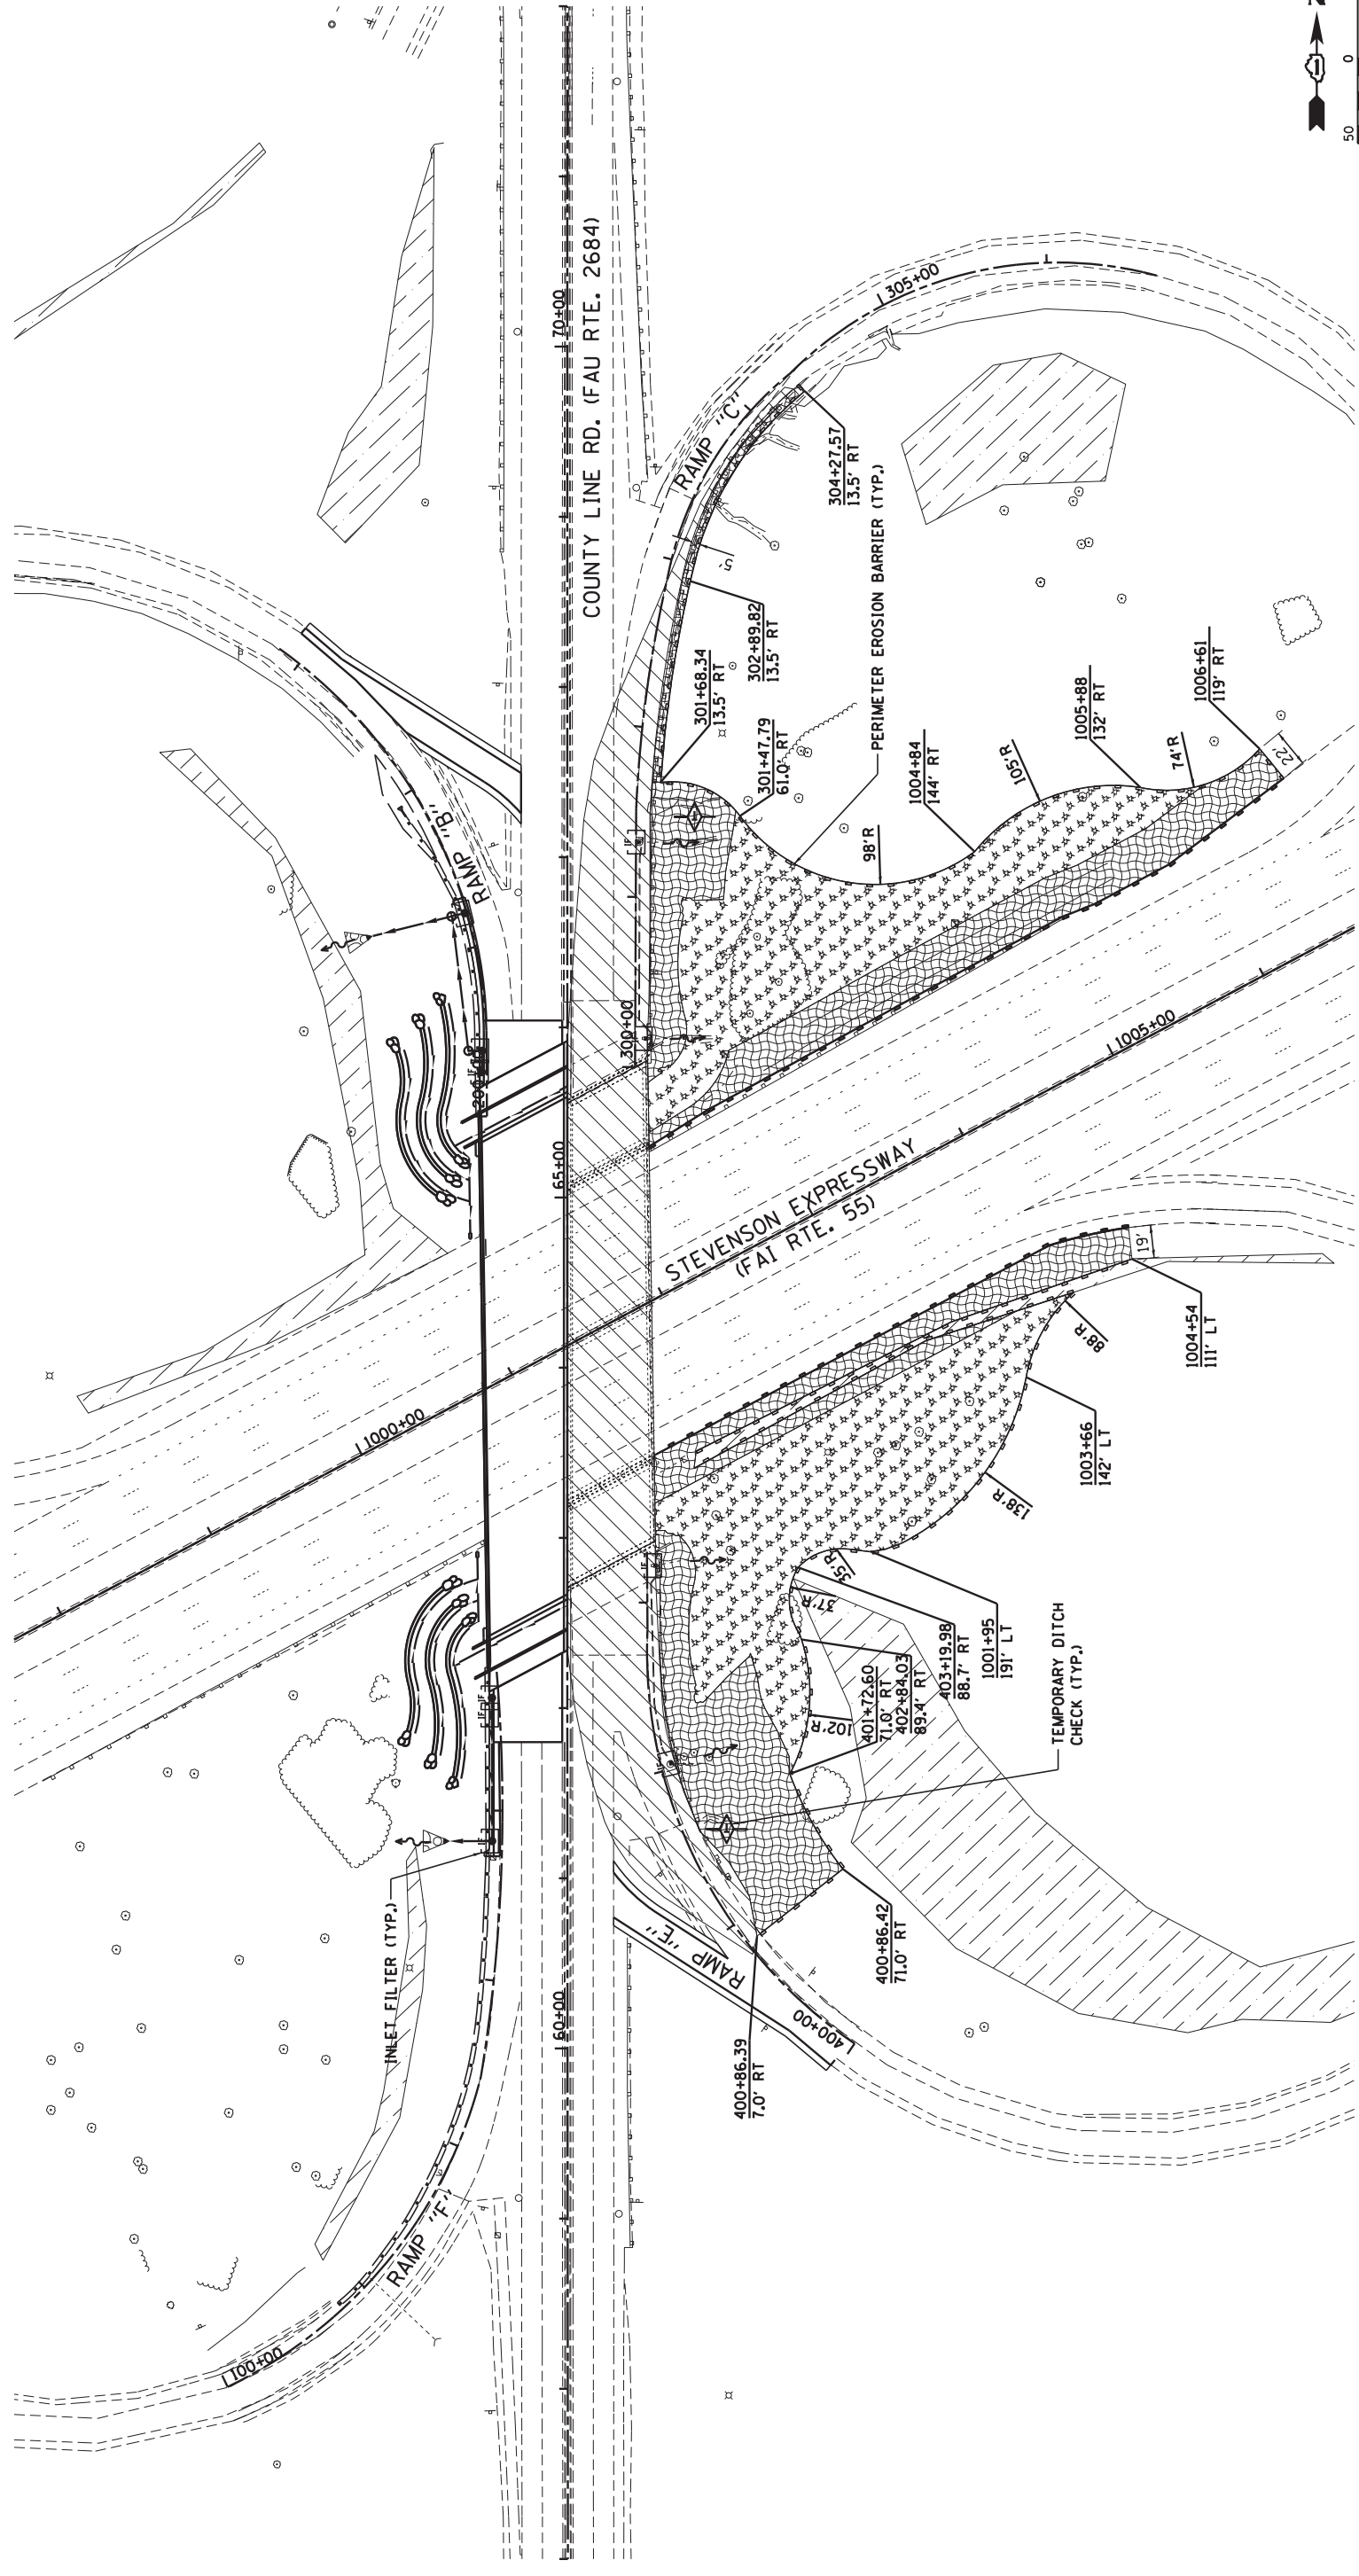 N
50
0
COUNTY LINE RD. (FAU RTE. 2684)
70+00
305+00
RAMP "C"
304+27.57
13.5' RT
PERIMETER EROSION BARRIER (TYP.)
5'
302+89.82
13.5' RT
301+68.34
13.5' RT
301+47.79
61.0' RT
1006+61
119' RT
1005+88
132' RT
74'R
22'
105'R
1004+84
144' RT
98'R
RAMP "B"
300+00
1005+00
65+00
STEVENSON EXPRESSWAY
(FAI RTE. 55)
1000+00
19'
88'R
1004+54
111' LT
1003+66
142' LT
138'R
35'R
37'R
1001+95
191' LT
403+19.98
88.7' RT
402+84.03
89.4' RT
401+72.60
71.0' RT
102'R
TEMPORARY DITCH
CHECK (TYP.)
INLET FILTER (TYP.)
400+86.42
71.0' RT
RAMP "E"
400+00
400+86.39
7.0' RT
60+00
RAMP "F"
100+00